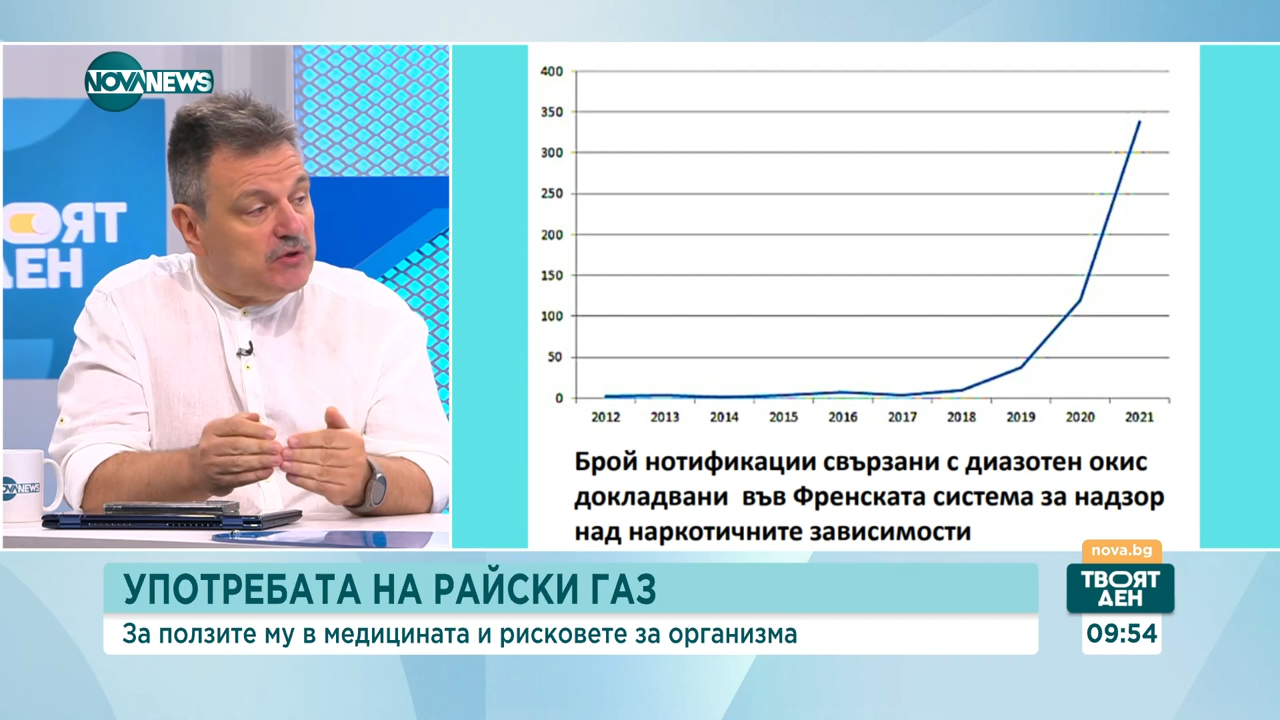 NOVANEWS
ТВОЯТ
ДЕН
NOVANEWS
400
350
300
250
200
150
100
50
0
2012 2013 2014 2015 2016 2017 2018 2019 2020 2021
Брой нотификации свързани с диазотен окис
докладвани във Френската система за надзор
над наркотичните зависимости
nova.bg
ТВОЯТ
ДЕН
09:54
УПОТРЕБАТА НА РАЙСКИ ГАЗ
За ползите му в медицината и рисковете за организма